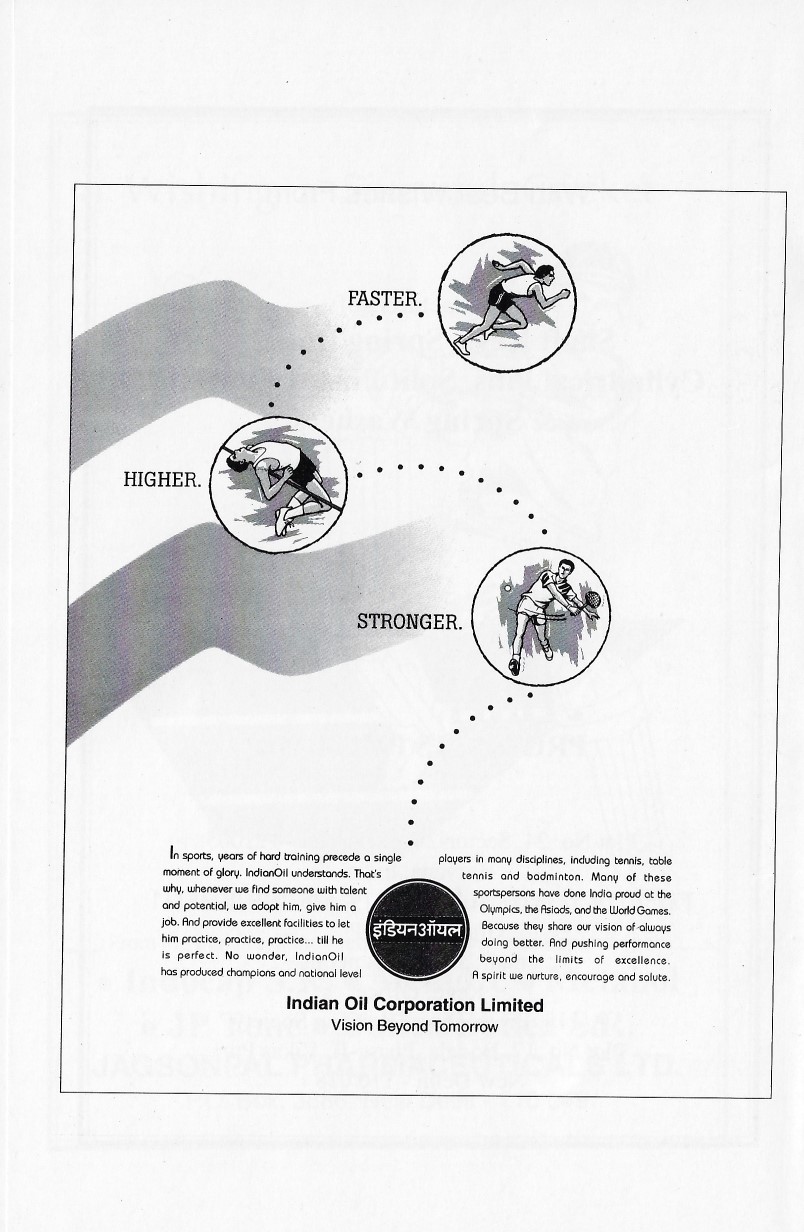 FASTER.
HIGHER.
STRONGER.
In sports, years of hard training precede a single
moment of glory. IndianOil understands. That's
why, whenever we find someone with talent
and potential, we adopt him, give him a
job. And provide excellent facilities to let
him practice, practice, practice... till he
is perfect. No wonder, IndianOil
has produced champions and national level
players in many disciplines, including tennis, table
tennis and badminton. Many of these
sportspersons have done India proud at the
Olympics, the Asiads, and the World Games.
Because they share our vision of always
doing better. And pushing performance
beyond the limits of excellence.
A spirit we nurture, encourage and salute.
इंडियनऑयल
Indian Oil Corporation Limited
Vision Beyond Tomorrow